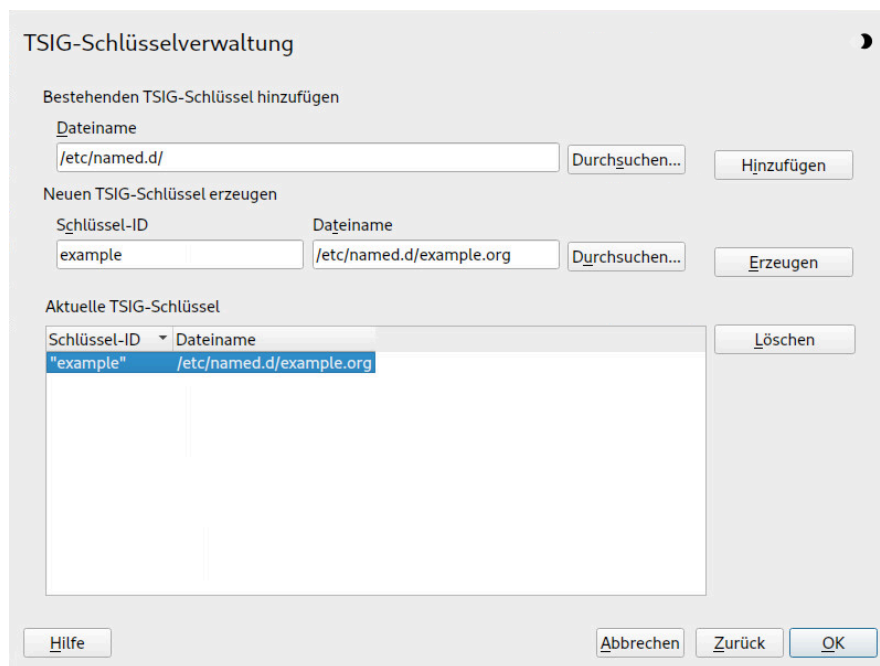 TSIG-Schlüsselverwaltung
Bestehenden TSIG-Schlüssel hinzufügen
Dateiname
/etc/named.d/ Durchsuchen... Hinzufügen
Neuen TSIG-Schlüssel erzeugen
Schlüssel-ID Dateiname
example /etc/named.d/example.org Durchsuchen... Erzeugen
Aktuelle TSIG-Schlüssel
Schlüssel-ID Dateiname Löschen
"example" /etc/named.d/example.org
Hilfe Abbrechen Zurück OK